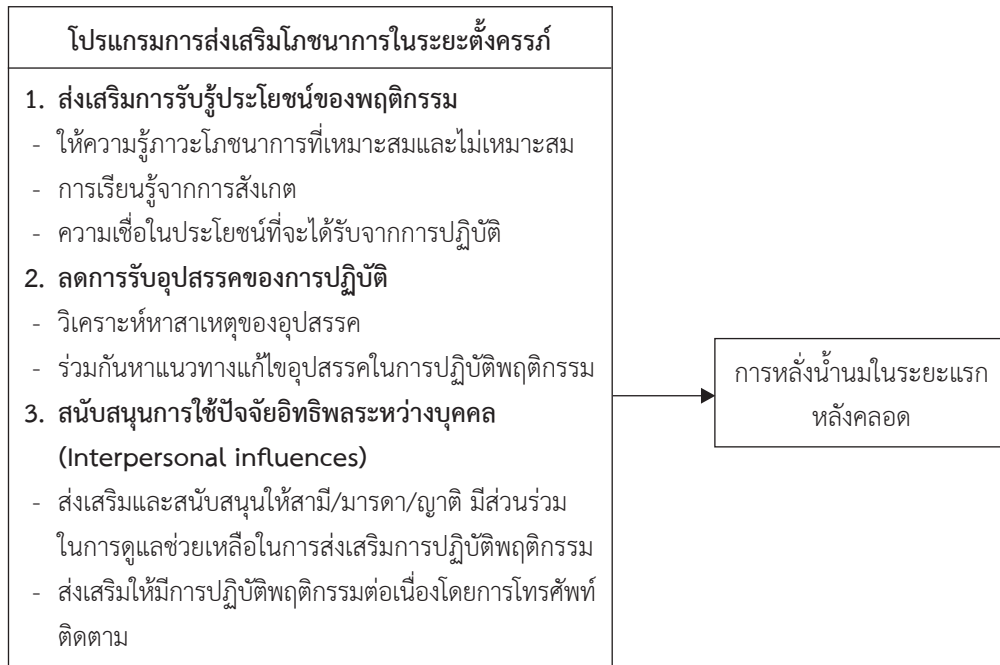 โปรแกรมการส่งเสริมโภชนาการในระยะตั้งครรภ์
1. ส่งเสริมการรับรู้ประโยชน์ของพฤติกรรม
- ให้ความรู้ภาวะโภชนาการที่เหมาะสมและไม่เหมาะสม
- การเรียนรู้จากการสังเกต
- ความเชื่อในประโยชน์ที่จะได้รับจากการปฏิบัติ
2. ลดการรับอุปสรรคของการปฏิบัติ
- วิเคราะห์หาสาเหตุของอุปสรรค
- ร่วมกันหาแนวทางแก้ไขอุปสรรคในการปฏิบัติพฤติกรรม
3. สนับสนุนการใช้ปัจจัยอิทธิพลระหว่างบุคคล
(Interpersonal influences)
- ส่งเสริมและสนับสนุนให้สามี/มารดา/ญาติ มีส่วนร่วม
ในการดูแลช่วยเหลือในการส่งเสริมการปฏิบัติพฤติกรรม
- ส่งเสริมให้มีการปฏิบัติพฤติกรรมต่อเนื่องโดยการโทรศัพท์
ติดตาม
การหลั่งน้ำนมในระยะแรก
หลังคลอด